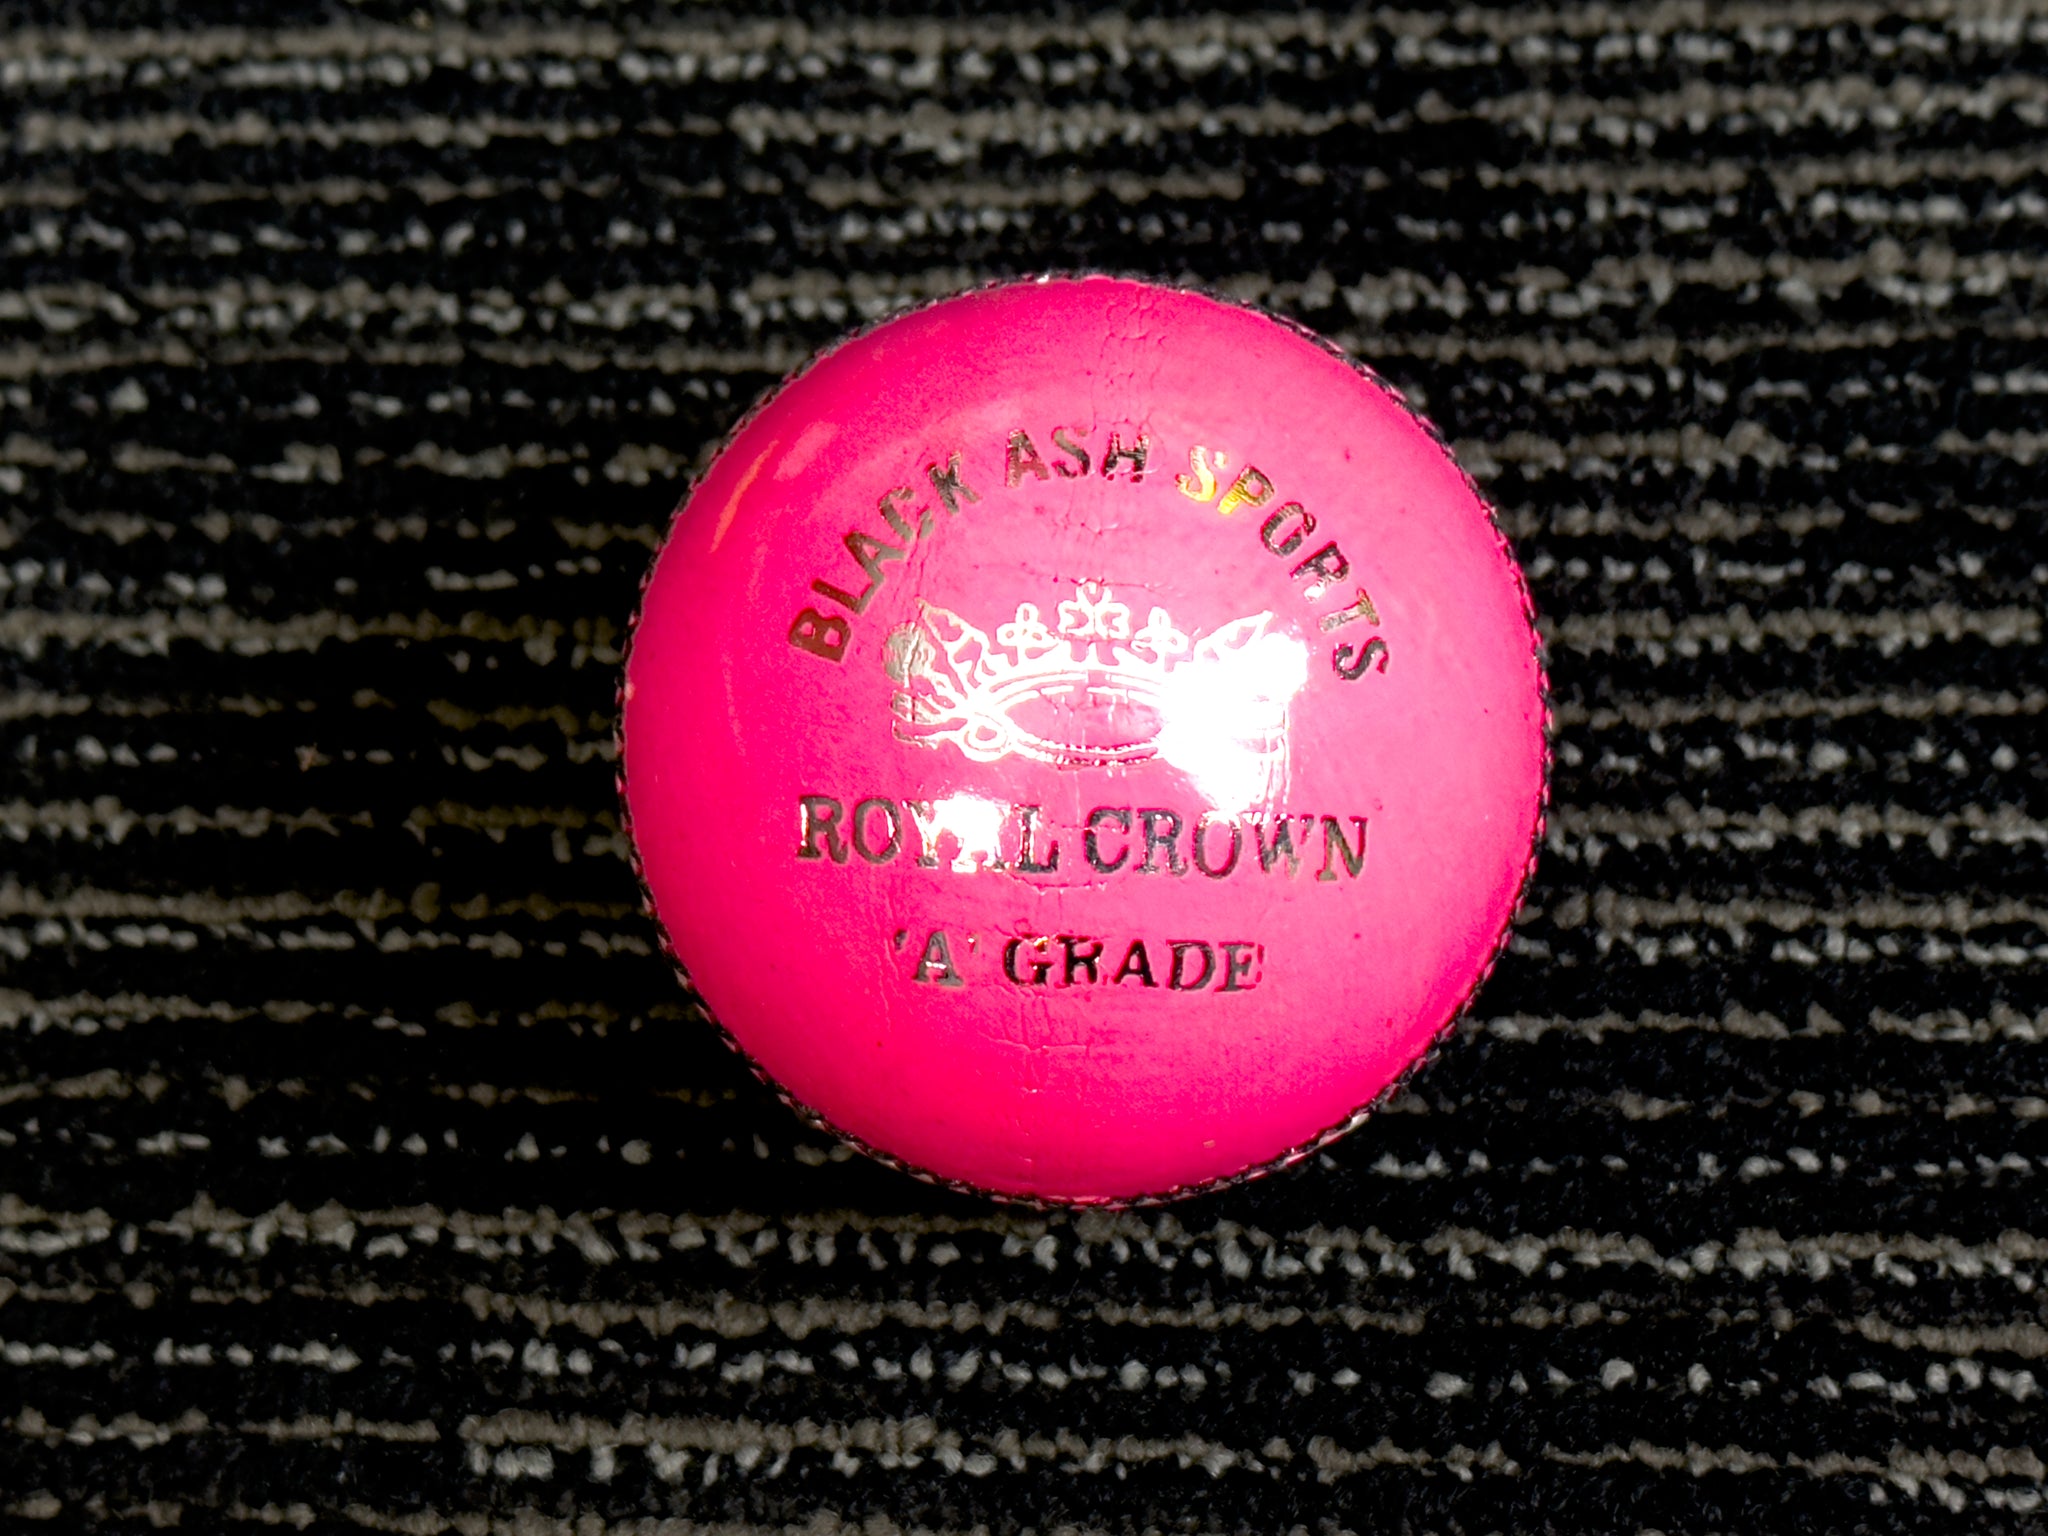 BLACK ASH SPORTS
ROYAL CROWN
'A' GRADE